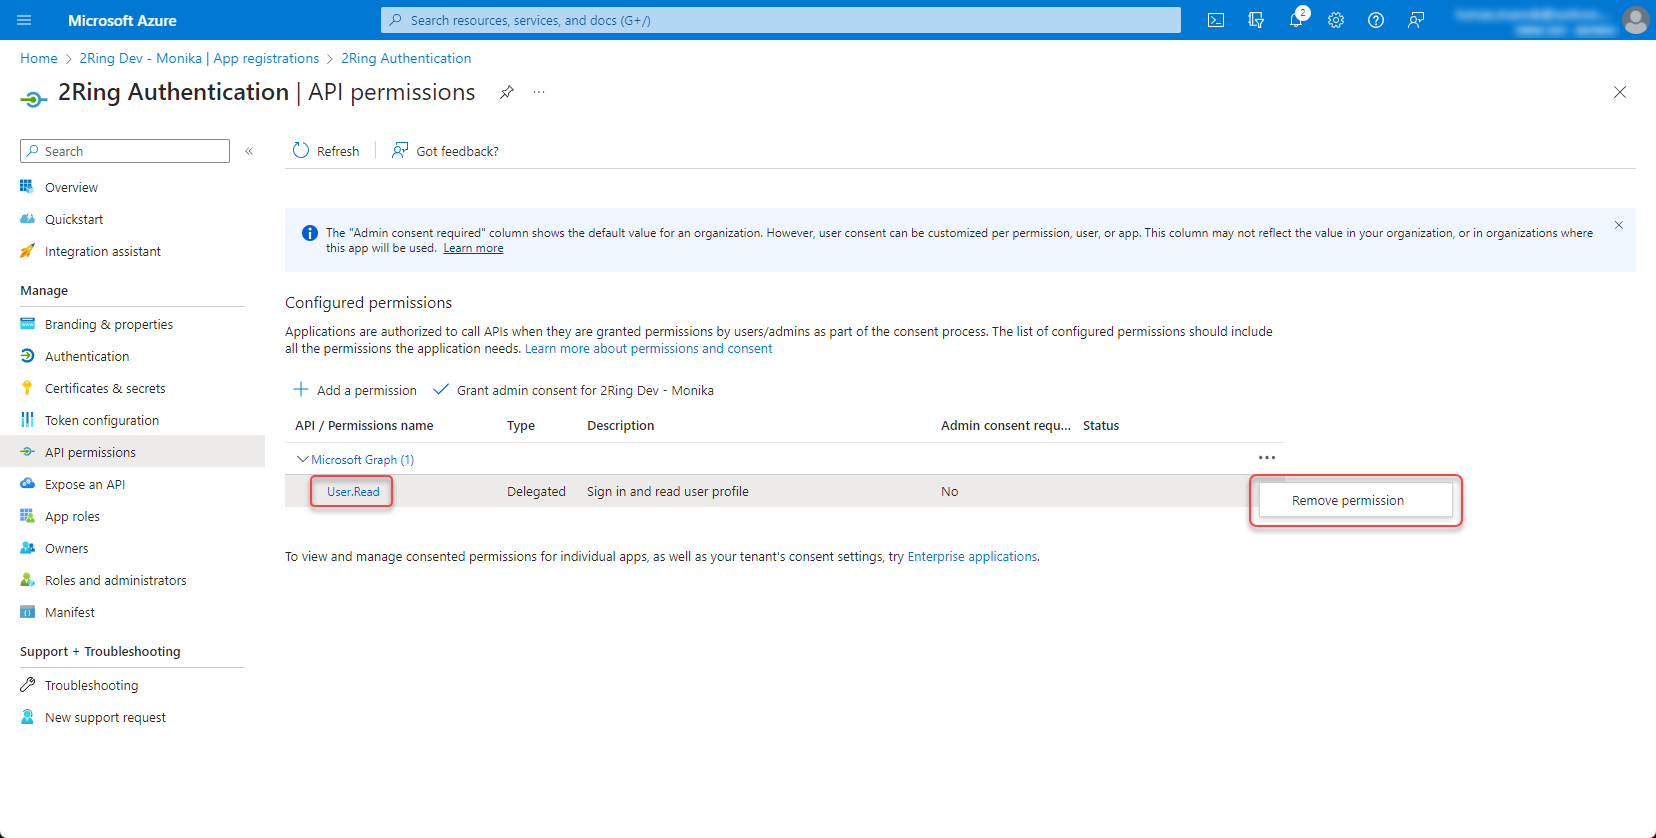 Microsoft Azure
Search resources, services, and docs (G+/)
2
Home > 2Ring Dev - Monika | App registrations > 2Ring Authentication
2Ring Authentication | API permissions
Search
Refresh
Got feedback?
Overview
Quickstart
Integration assistant
Manage
Branding & properties
Authentication
Certificates & secrets
Token configuration
API permissions
Expose an API
App roles
Owners
Roles and administrators
Manifest
Support + Troubleshooting
Troubleshooting
New support request
The "Admin consent required" column shows the default value for an organization. However, user consent can be customized per permission, user, or app. This column may not reflect the value in your organization, or in organizations where
this app will be used. Learn more
Configured permissions
Applications are authorized to call APIs when they are granted permissions by users/admins as part of the consent process. The list of configured permissions should include
all the permissions the application needs. Learn more about permissions and consent
Add a permission
Grant admin consent for 2Ring Dev - Monika
API / Permissions name Type Description Admin consent requ... Status
Microsoft Graph (1)
User.Read Delegated Sign in and read user profile No
Remove permission
To view and manage consented permissions for individual apps, as well as your tenant's consent settings, try Enterprise applications.